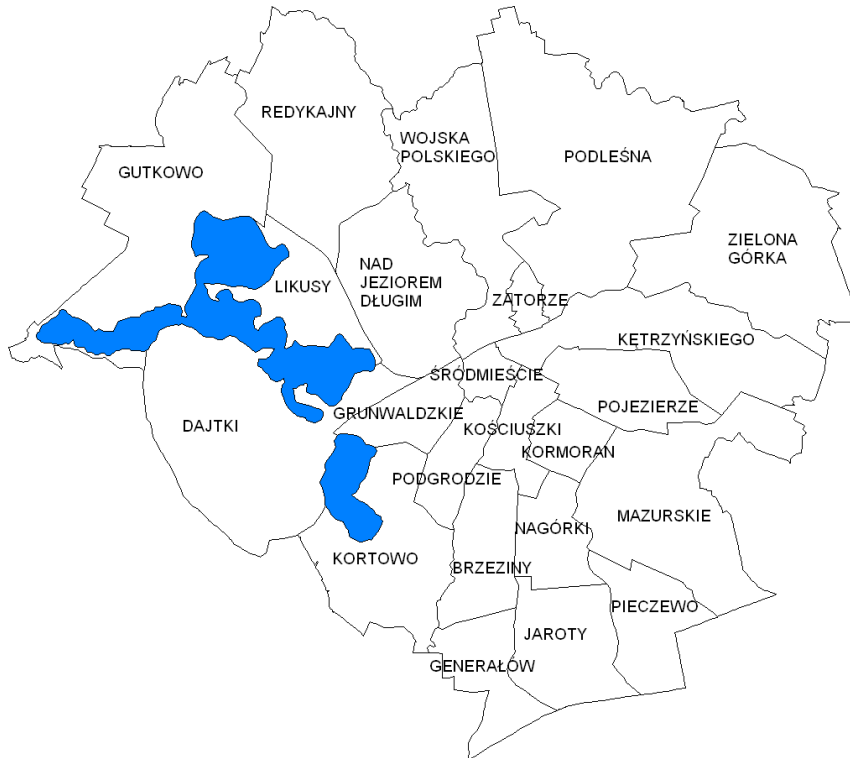 REDYKAJNY
WOJSKA
POLSKIEGO
PODLEŚNA
GUTKOWO
ZIELONA
GÓRKA
NAD
JEZIOREM
DŁUGIM
LIKUSY
ZATORZE
KĘTRZYŃSKIEGO
ŚRÓDMIEŚCIE
GRUNWALDZKIE
POJEZIERZE
DAJTKI
KOŚCIUSZKI
KORMORAN
PODGRODZIE
MAZURSKIE
NAGÓRKI
KORTOWO
BRZEZINY
PIECZEWO
JAROTY
GENERAŁÓW